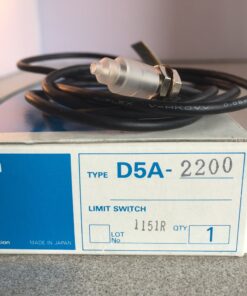 TYPE D5A-2200
LIMIT SWITCH
LOT No 1151R QTY 1
MADE IN JAPAN